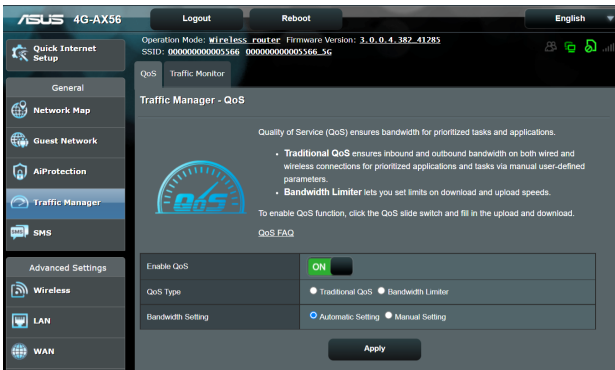 ASUS 4G-AX56
Logout
Reboot
English
Operation Mode: Wireless router Firmware Version: 3.0.0.4.382_41285
SSID: 000000000005566 000000000005566_5G
Quick Internet
Setup
QoS
Traffic Monitor
General
Network Map
Guest Network
AiProtection
Traffic Manager
SMS
Advanced Settings
Wireless
LAN
WAN
Traffic Manager - QoS
QoS
Quality of Service (QoS) ensures bandwidth for prioritized tasks and applications.
• Traditional QoS ensures inbound and outbound bandwidth on both wired and
wireless connections for prioritized applications and tasks via manual user-defined
parameters.
• Bandwidth Limiter lets you set limits on download and upload speeds.
To enable QoS function, click the QoS slide switch and fill in the upload and download.
QoS FAQ
Enable QoS
ON
QoS Type
Traditional QoS
Bandwidth Limiter
Bandwidth Setting
Automatic Setting
Manual Setting
Apply